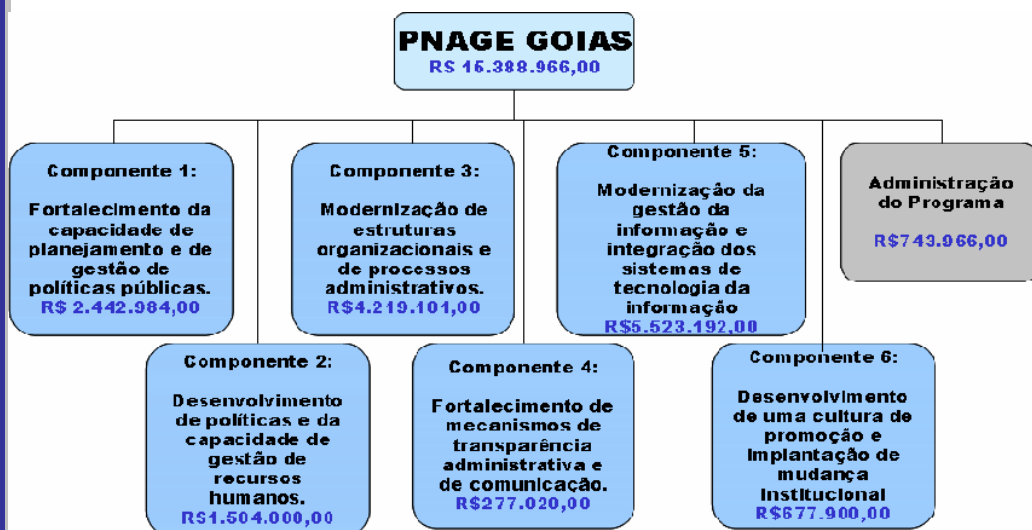 PNAGE GOIAS
R$ 15.388.966,00
Componente 1:
Fortalecimento da
capacidade de
planejamento e de
gestão de
políticas públicas.
R$ 2.442.984,00
Componente 2:
Desenvolvimento
de políticas e da
capacidade de
gestão de
recursos
humanos.
R$1.504.000,00
Componente 3:
Modernização de
estruturas
organizacionais e
de processos
administrativos.
R$4.219.101,00
Componente 4:
Fortalecimento de
mecanismos de
transparência
administrativa e
de comunicação.
R$277.020,00
Componente 5:
Modernização da
gestão da
informação e
integração dos
sistemas de
tecnologia da
informação
R$5.523.192,00
Componente 6:
Desenvolvimento
de uma cultura de
promoção e
Implantação de
mudança
Institucional
R$677.900,00
Administração
do Programa
R$743.966,00